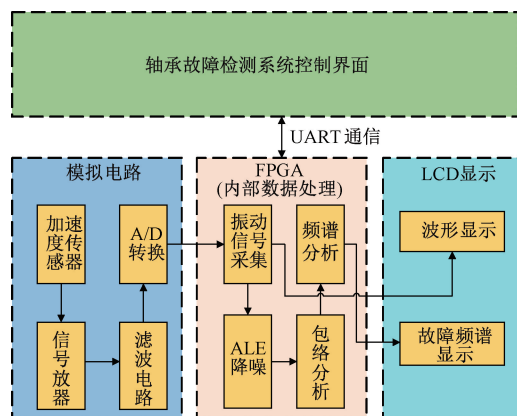 轴承故障检测系统控制界面
UART通信
模拟电路
加速
度传
感器
A/D
转换
信
号
放
器
滤
波
电
路
FPGA
(内部数据处理)
振动
信号
采集
频谱
分析
ALE
降噪
包
络
分
析
LCD显示
波形显示
故障频谱
显示